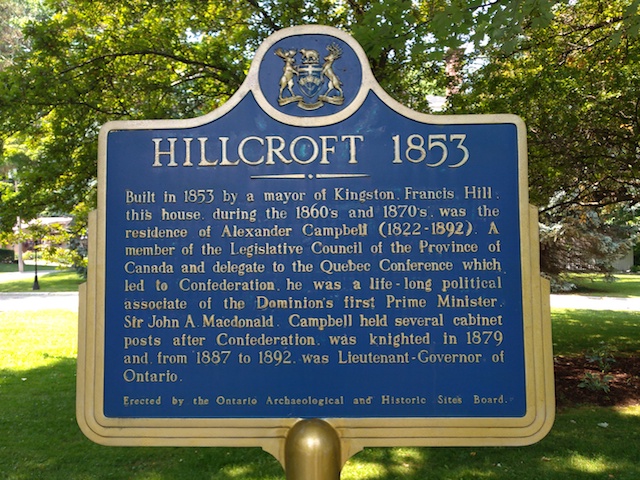 HILLCROFT 1853
Built in 1853 by a mayor of Kingston, Francis Hill,
this house, during the 1860's and 1870's, was the
residence of Alexander Campbell (1822-1892). A
member of the Legislative Council of the Province of
Canada and delegate to the Quebec Conference which
led to Confederation, he was a life-long political
associate of the Dominion's first Prime Minister,
Sir John A. Macdonald. Campbell held several cabinet
posts after Confederation, was knighted in 1879
and, from 1887 to 1892, was Lieutenant-Governor of
Ontario.
Erected by the Ontario Archaeological and Historic Sites Board.